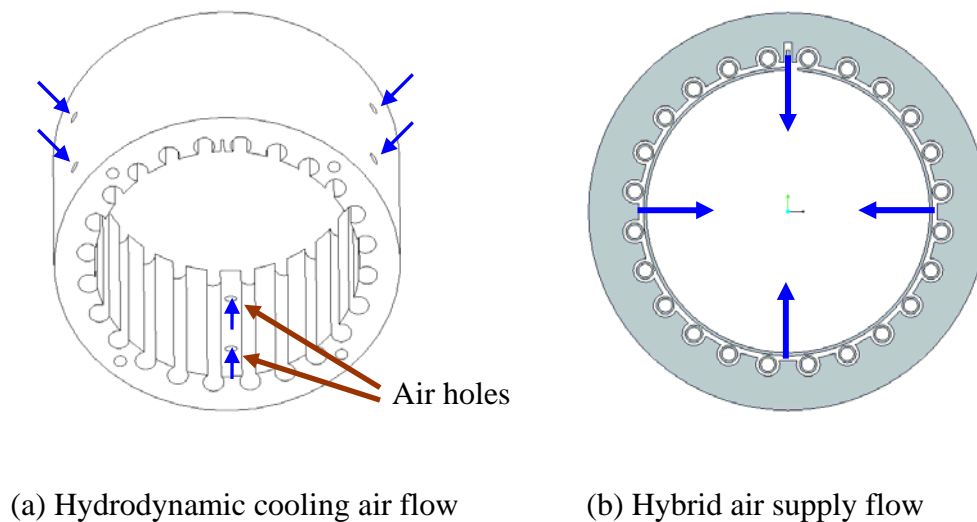 Air holes
(a) Hydrodynamic cooling air flow
(b) Hybrid air supply flow